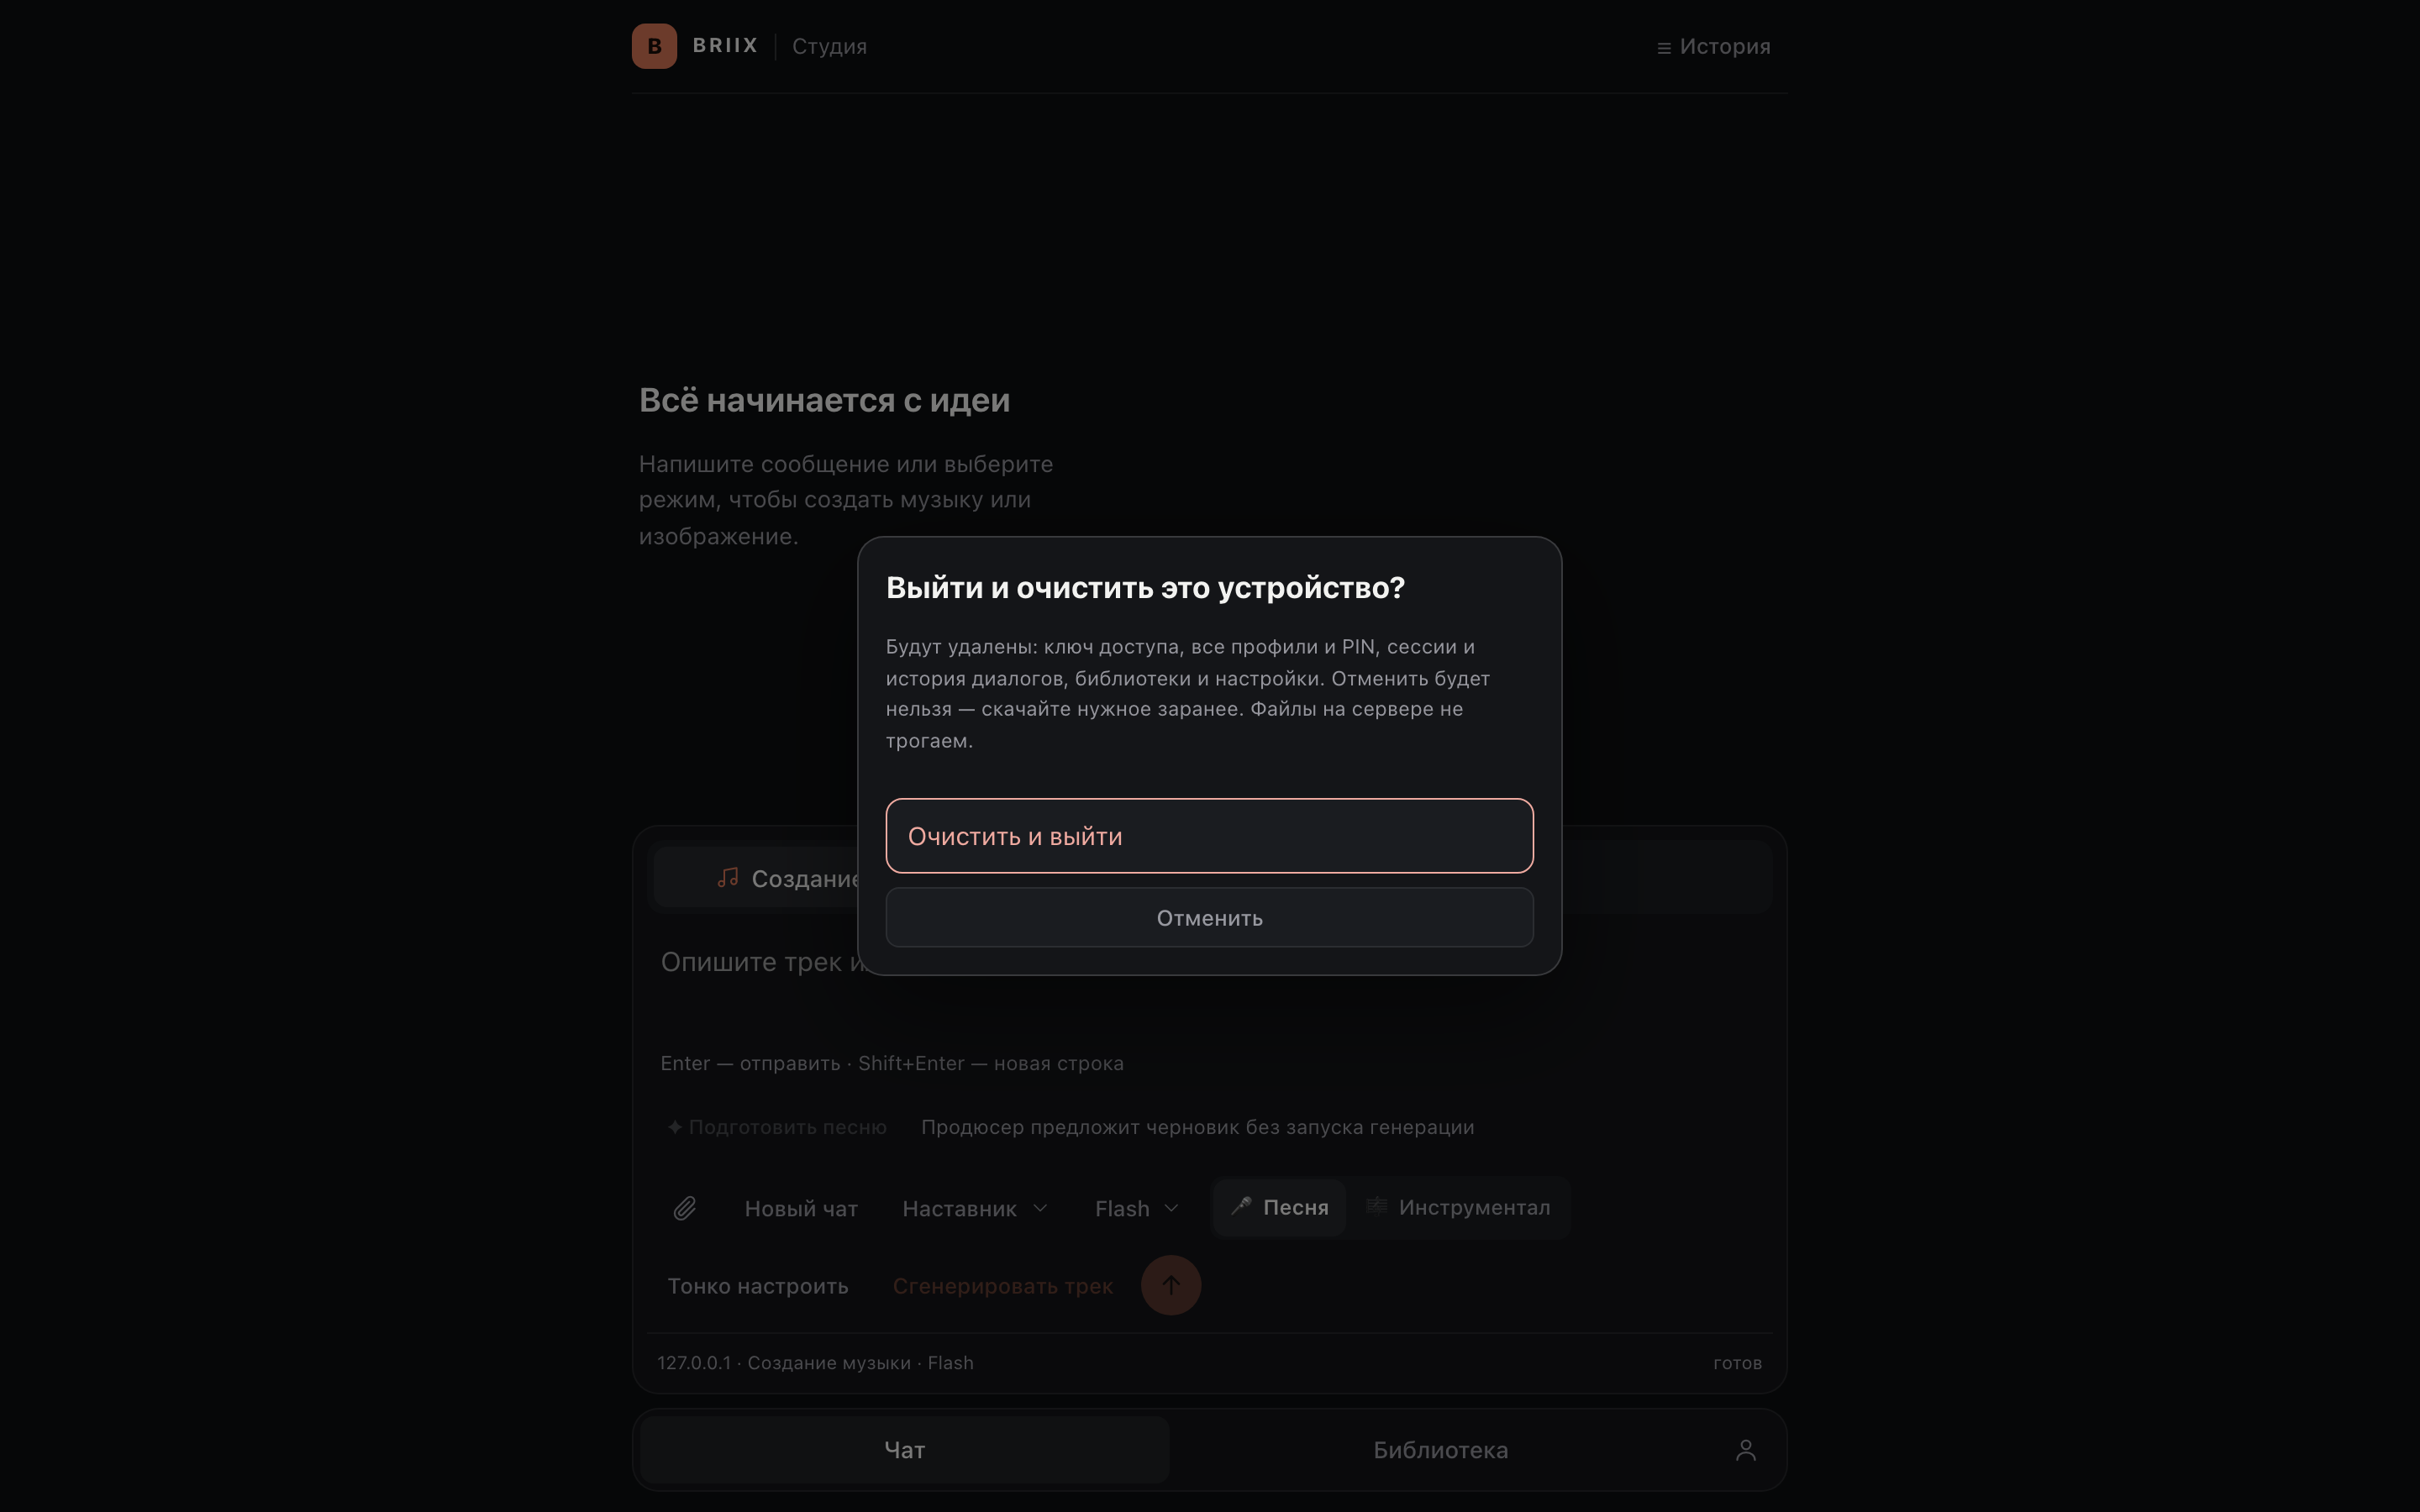 B BRIIX Студия
≡ История
Всё начинается с идеи
Напишите сообщение или выберите
режим, чтобы создать музыку или
изображение.
Выйти и очистить это устройство?
Будут удалены: ключ доступа, все профили и PIN, сессии и
история диалогов, библиотеки и настройки. Отменить будет
нельзя — скачайте нужное заранее. Файлы на сервере не
трогаем.
Очистить и выйти
Отменить
Создание
Опишите трек
Enter — отправить · Shift+Enter — новая строка
✦ Подготовить песню Продюсер предложит черновик без запуска генерации
Новый чат Наставник Flash Песня Инструментал
Тонко настроить Сгенерировать трек
127.0.0.1 · Создание музыки · Flash готов
Чат Библиотека